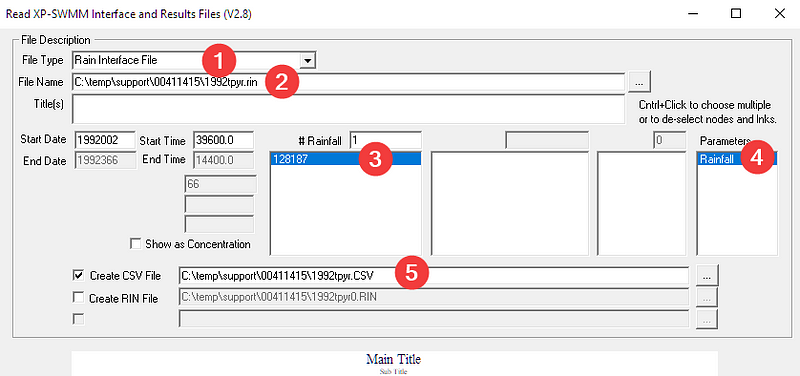 Read XP-SWMM Interface and Results Files (V2.8)
File Description
File Type Rain Interface File 1
File Name C:\temp\support\00411415\1992tpyr.rin 2 ...
Title(s)
Cntrl+Click to choose multiple
or to de-select nodes and lnks.
Start Date 1992002 Start Time 39600.0 # Rainfall 1 0 Parameters
End Date 1992366 End Time 14400.0 128187 3 Rainfall 4
66
Show as Concentration
Create CSV File C:\temp\support\00411415\1992tpyr.CSV 5 ...
Create RIN File C:\temp\support\00411415\1992tpyr0.RIN ...
...
Main Title
Sub Title